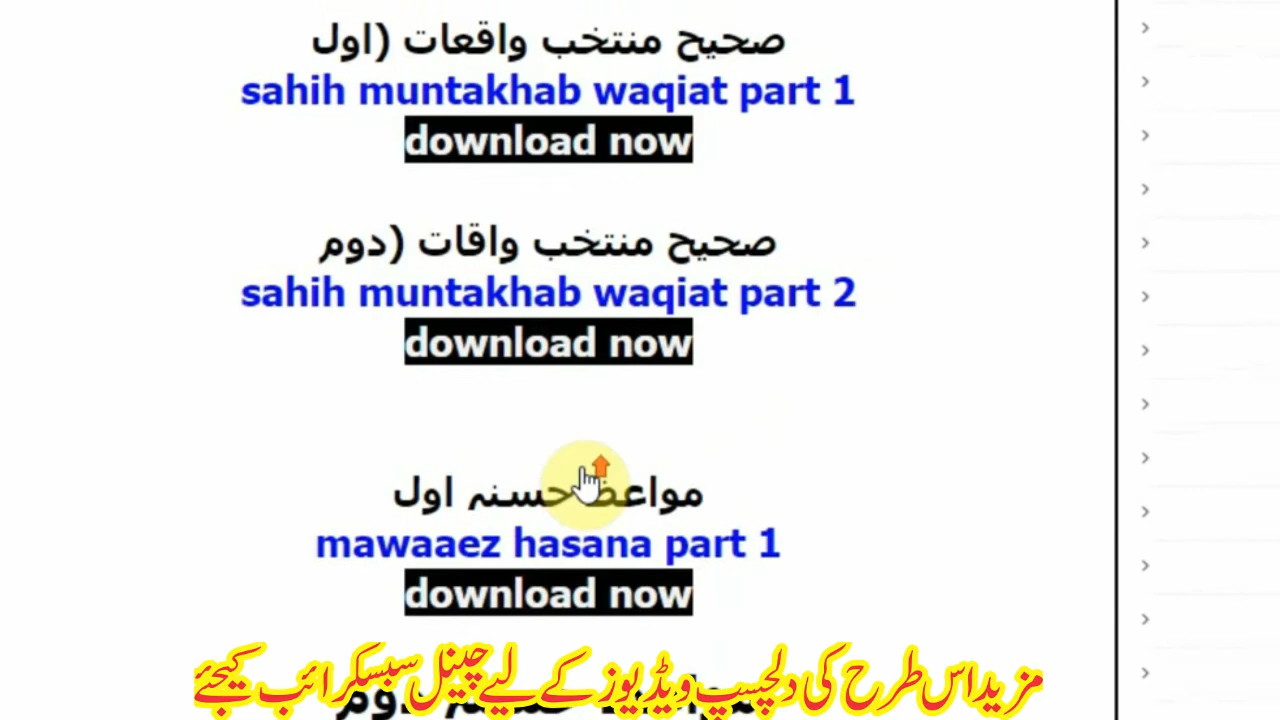 صحیح منتخب واقعات (اول
sahih muntakhab waqiat part 1
download now
صحیح منتخب واقات (دوم
sahih muntakhab waqiat part 2
download now
مواعظ حسنہ اول
mawaaez hasana part 1
download now
مزید اس طرح کی دلچسپ ویڈیوز کے لیے چینل سبسکرائب کیجئے
دوم